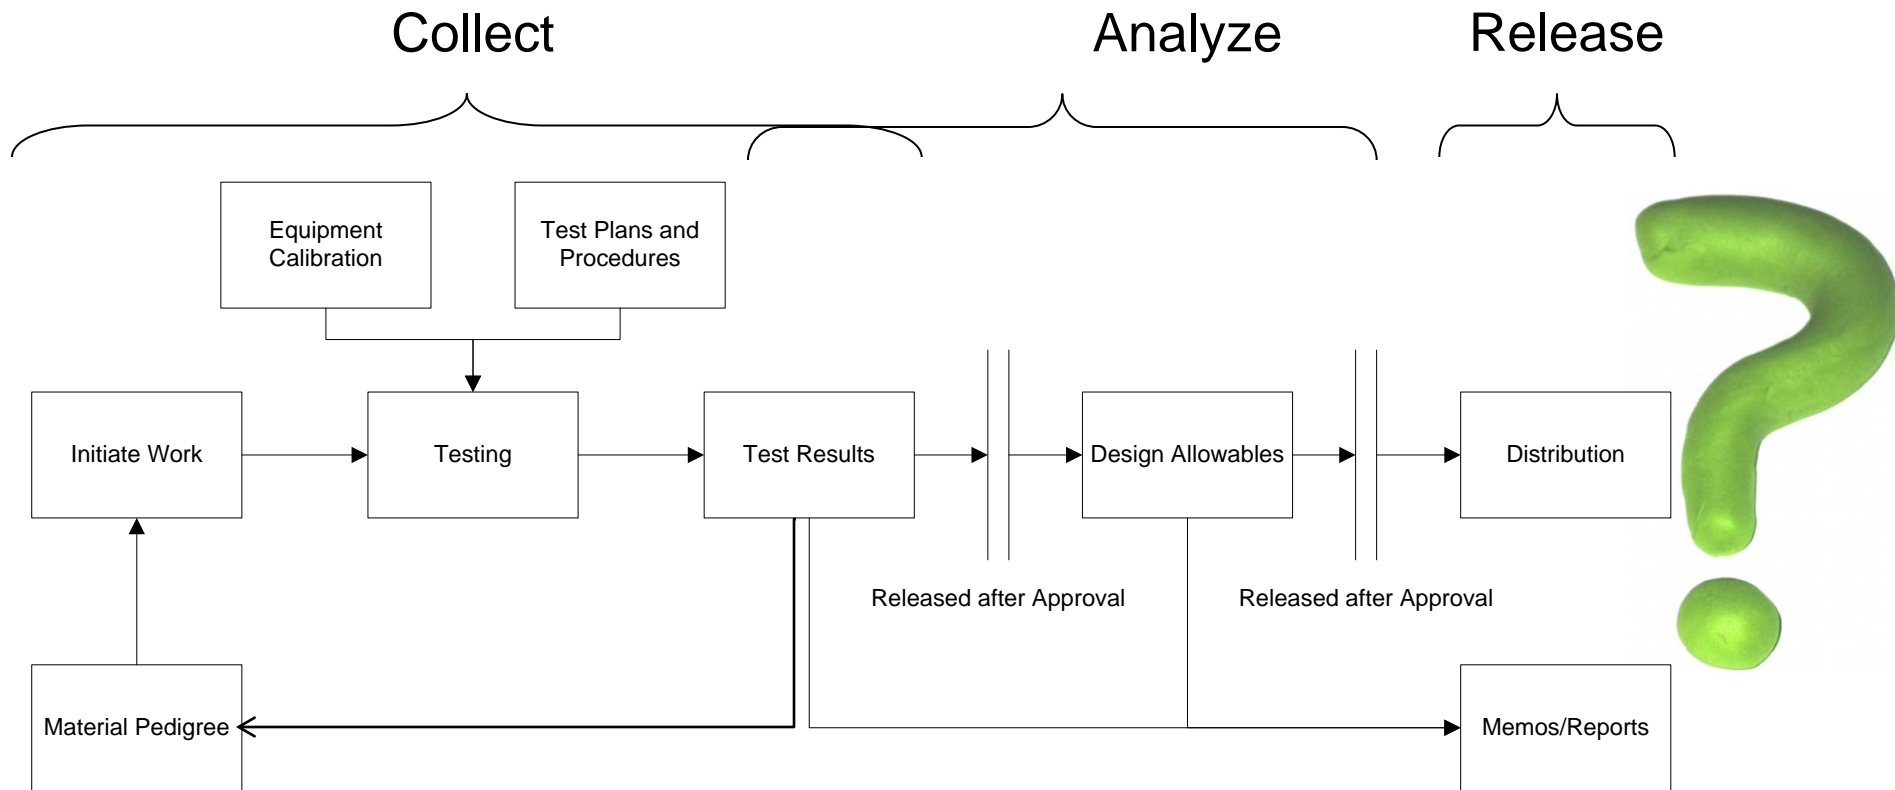 Collect
Analyze
Release
Equipment
Calibration
Test Plans and
Procedures
Initiate Work
Testing
Test Results
Design Allowables
Distribution
Released after Approval
Released after Approval
Material Pedigree
Memos/Reports